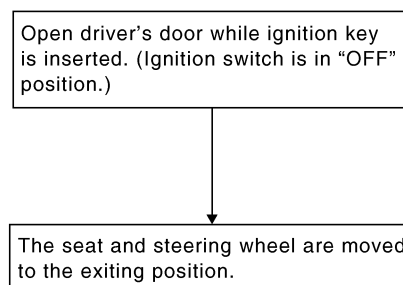 Open driver’s door while ignition key
is inserted. (Ignition switch is in “OFF”
position.)
The seat and steering wheel are moved
to the exiting position.